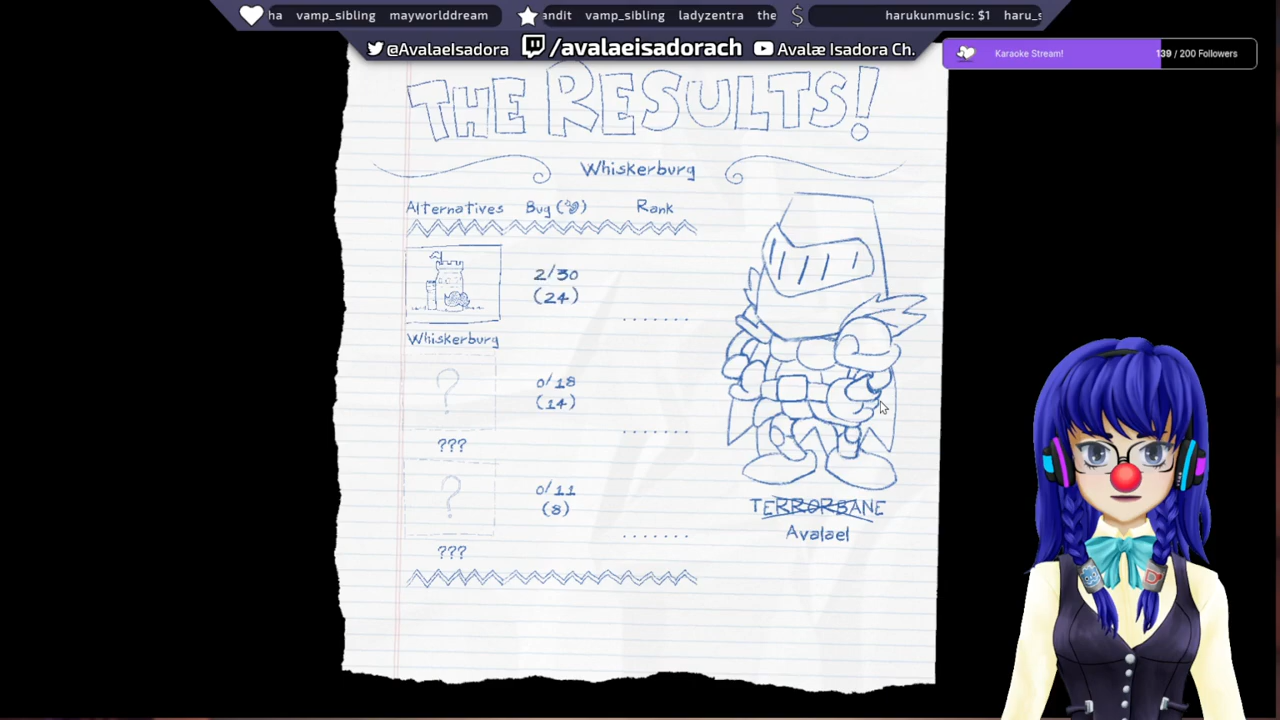 ha vamp_sibling mayworlddream
andit vamp_sibling ladyzentra the
$ harukunmusic: $1 haru_s
@AvalaeIsadora /avalaeisadorach Avalæ Isadora Ch.
Karaoke Stream! 139 / 200 Followers
THE RESULTS!
Whiskerburg
Alternatives Bug ( ) Rank
2/30
(24)
.......
Whiskerburg
?
0/18
(14)
.......
???
?
0/11
(8)
.......
???
TERRORBANE
Avalael